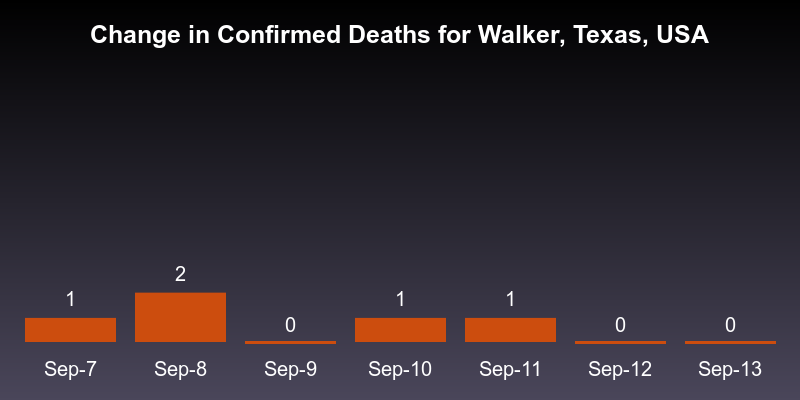 Change in Confirmed Deaths for Walker, Texas, USA
1 2 0 1 1 0 0
Sep-7 Sep-8 Sep-9 Sep-10 Sep-11 Sep-12 Sep-13